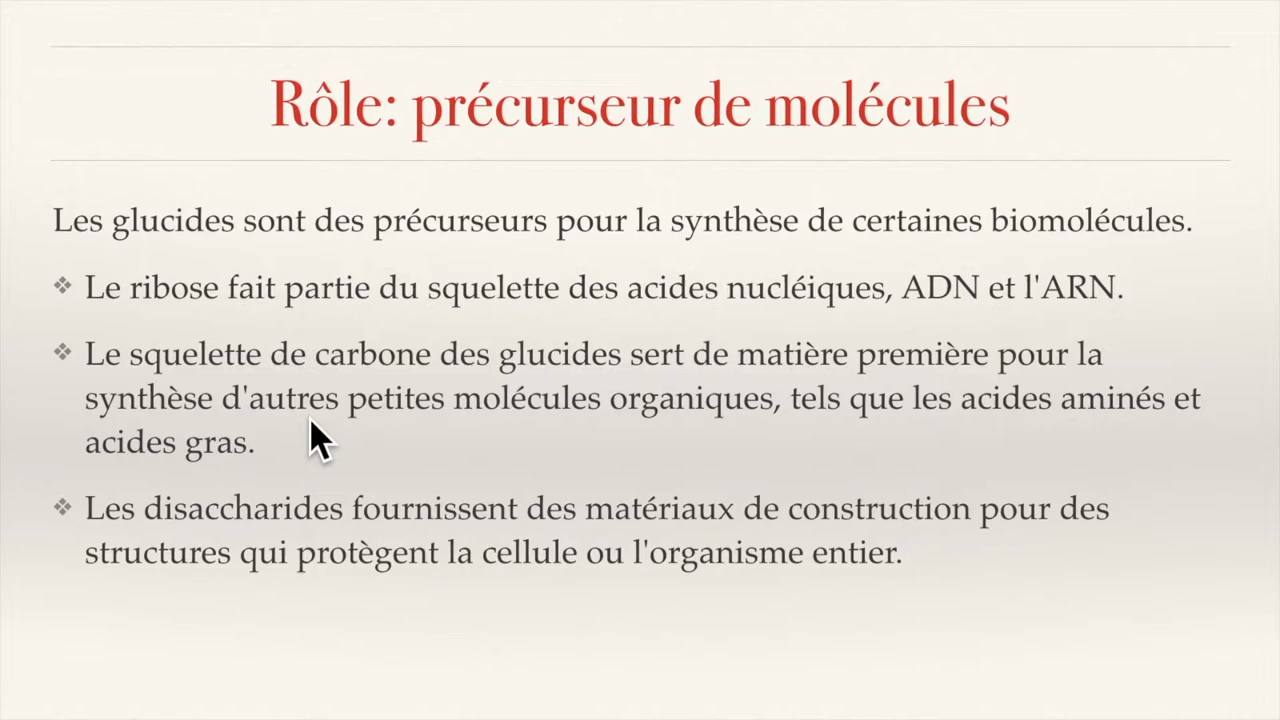 Rôle: précurseur de molécules
Les glucides sont des précurseurs pour la synthèse de certaines biomolécules.
❖ Le ribose fait partie du squelette des acides nucléiques, ADN et l'ARN.
❖ Le squelette de carbone des glucides sert de matière première pour la
synthèse d'autres petites molécules organiques, tels que les acides aminés et
acides gras.
❖ Les disaccharides fournissent des matériaux de construction pour des
structures qui protègent la cellule ou l'organisme entier.